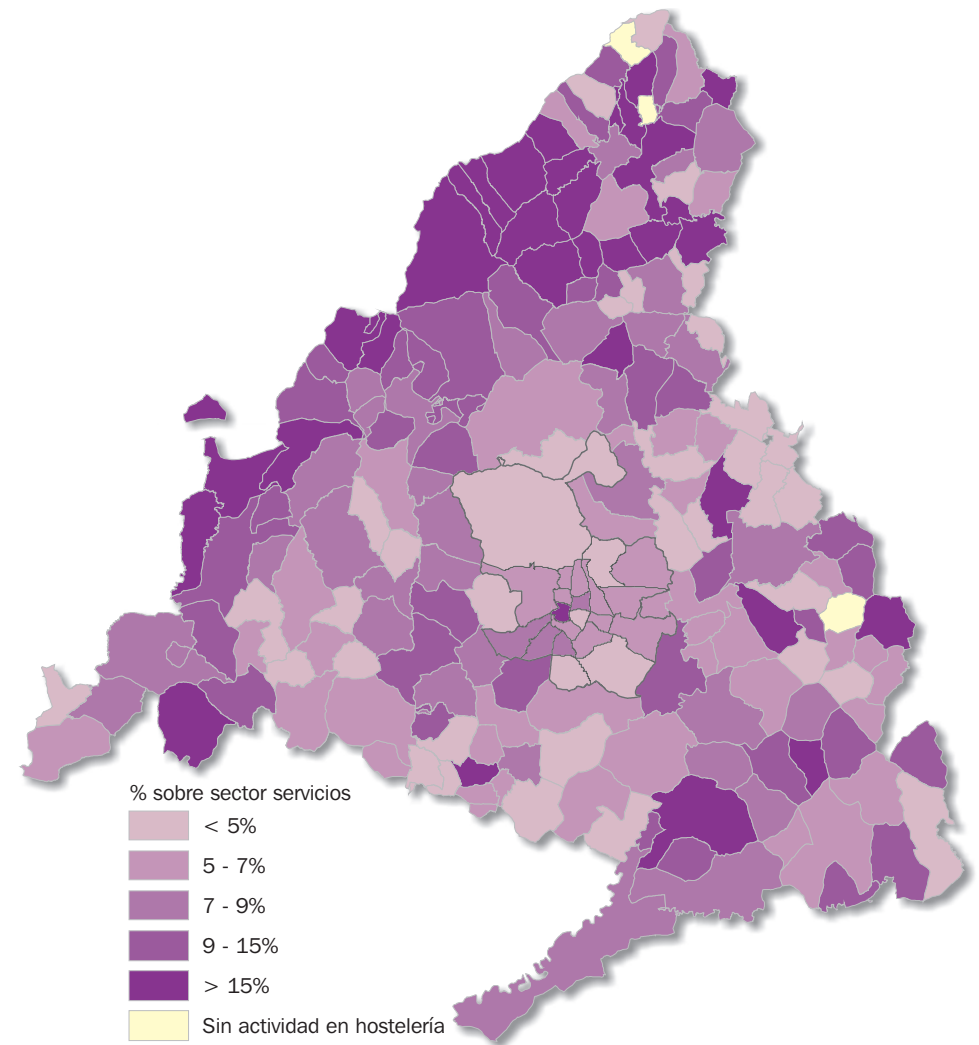 % sobre sector servicios
< 5%
5 - 7%
7 - 9%
9 - 15%
> 15%
Sin actividad en hostelería